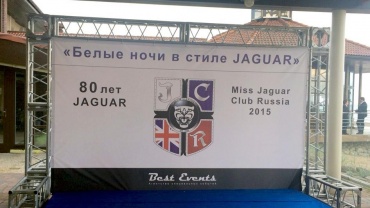 «Белые ночи в стиле JAGUAR»
80 лет
JAGUAR
J C
R
Miss Jaguar
Club Russia
2015
Best Events